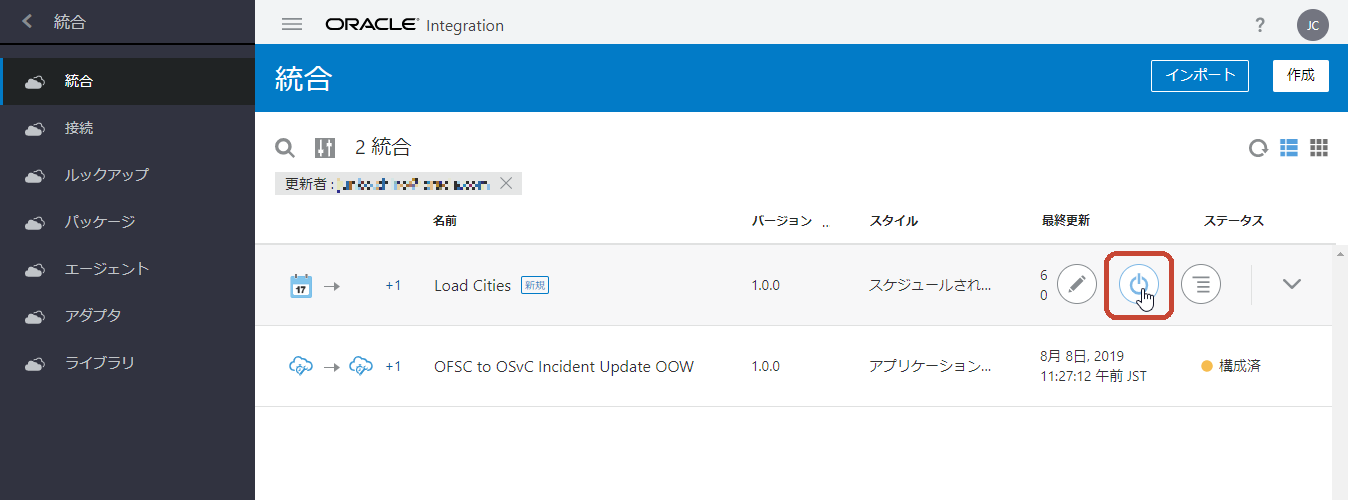 統合
ORACLE Integration
?
JC
統合
接続
ルックアップ
パッケージ
エージェント
アダプタ
ライブラリ
統合
インポート
作成
2 統合
更新者 :
名前
バージョン ..
スタイル
最終更新
ステータス
17
+1
Load Cities
新規
1.0.0
スケジュールされ...
6
0
+1
OFSC to OSvC Incident Update OOW
1.0.0
アプリケーション...
8月 8日, 2019
11:27:12 午前 JST
構成済